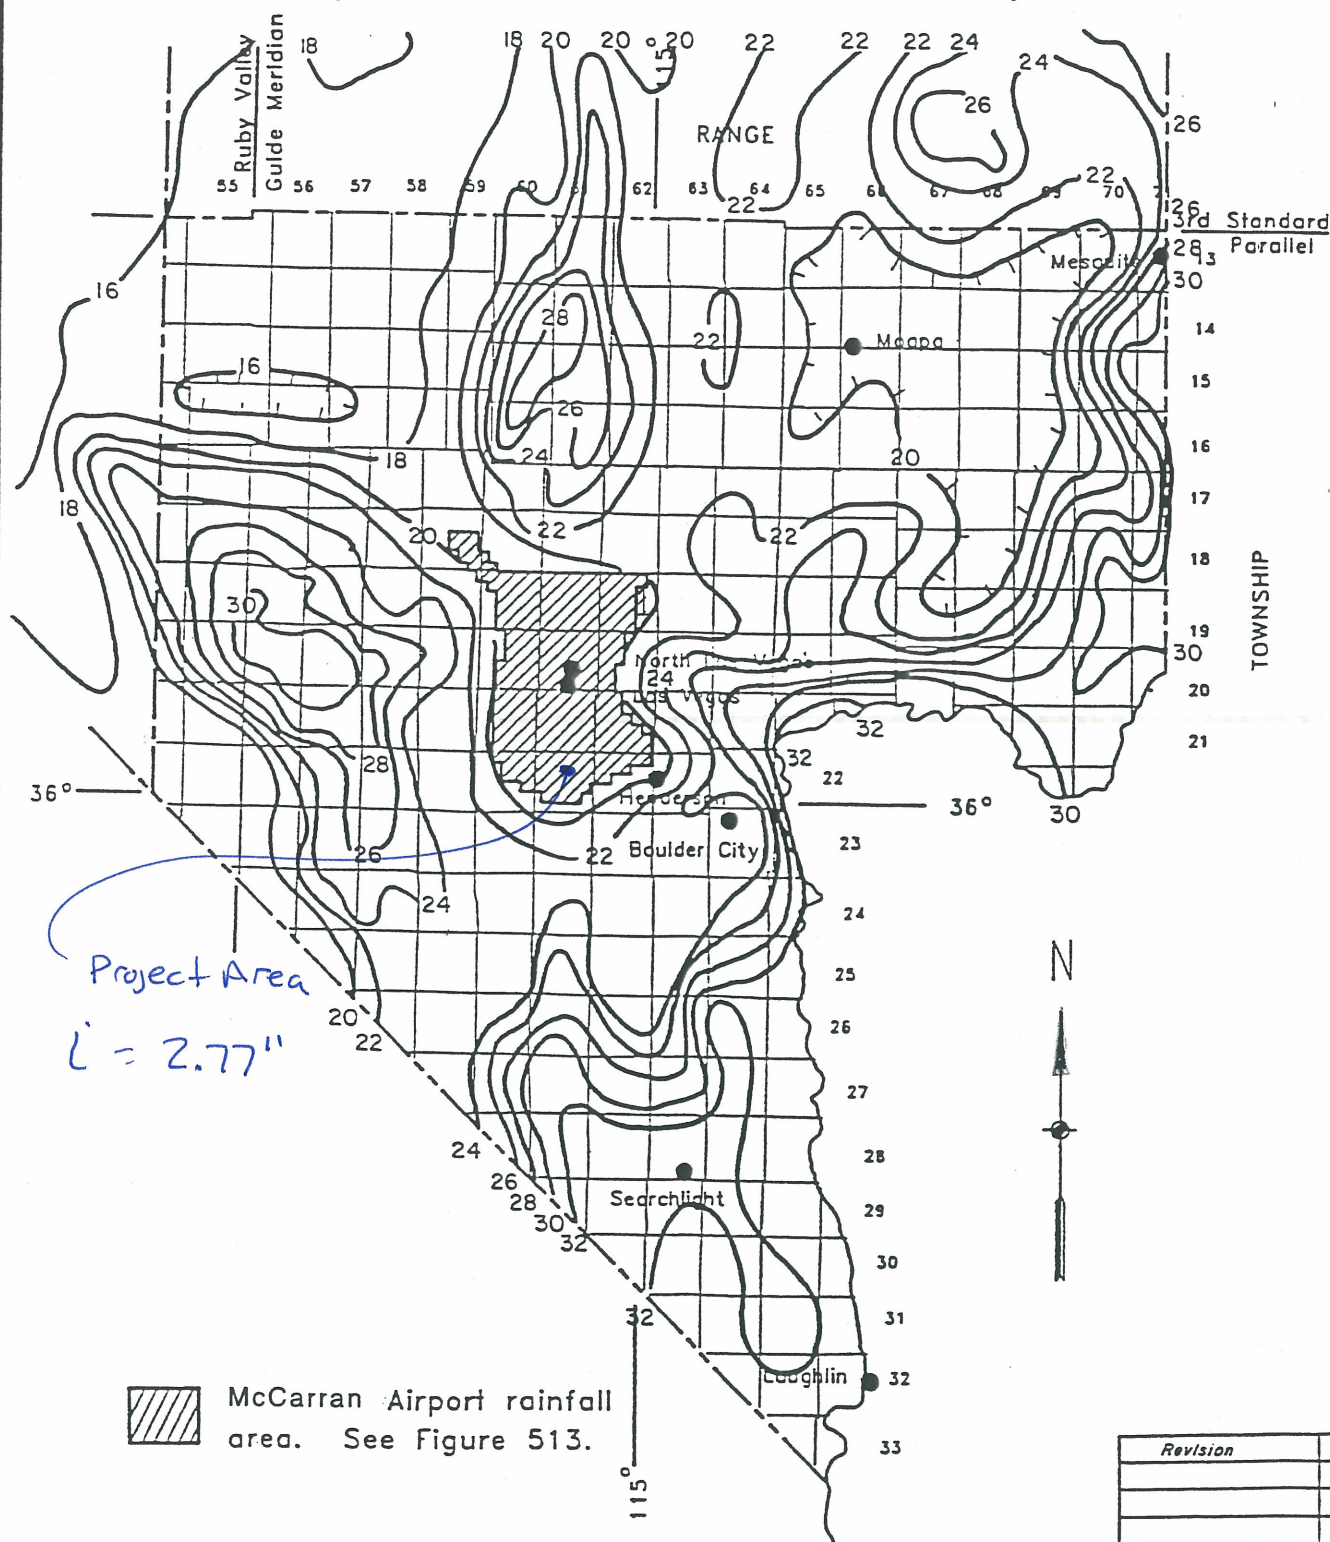 18 18 20 20 20 22 22 22 24
24
26
26
Ruby Valley
Guide Meridian
115°
RANGE
55 56 57 58 59 60 62 63 64 65 66 67 68 69 70
22
22
26
3rd Standard
Parallel
28
13
30
Mesquite
16
28
22
Moapa
14
16
15
26
18
24
20
16
18
17
20
22
22
18
TOWNSHIP
30
19
North Las Vegas
30
24
Las Vegas
20
32
21
28
32
22
36°
Henderson
36°
30
26
22
Boulder City
23
24
24
N
Project Area
25
20
26
22
i = 2.77"
27
24
28
26
28
Searchlight
29
30
32
30
32
31
Laughlin
32
McCarran Airport rainfall
area. See Figure 513.
33
115°
Revision